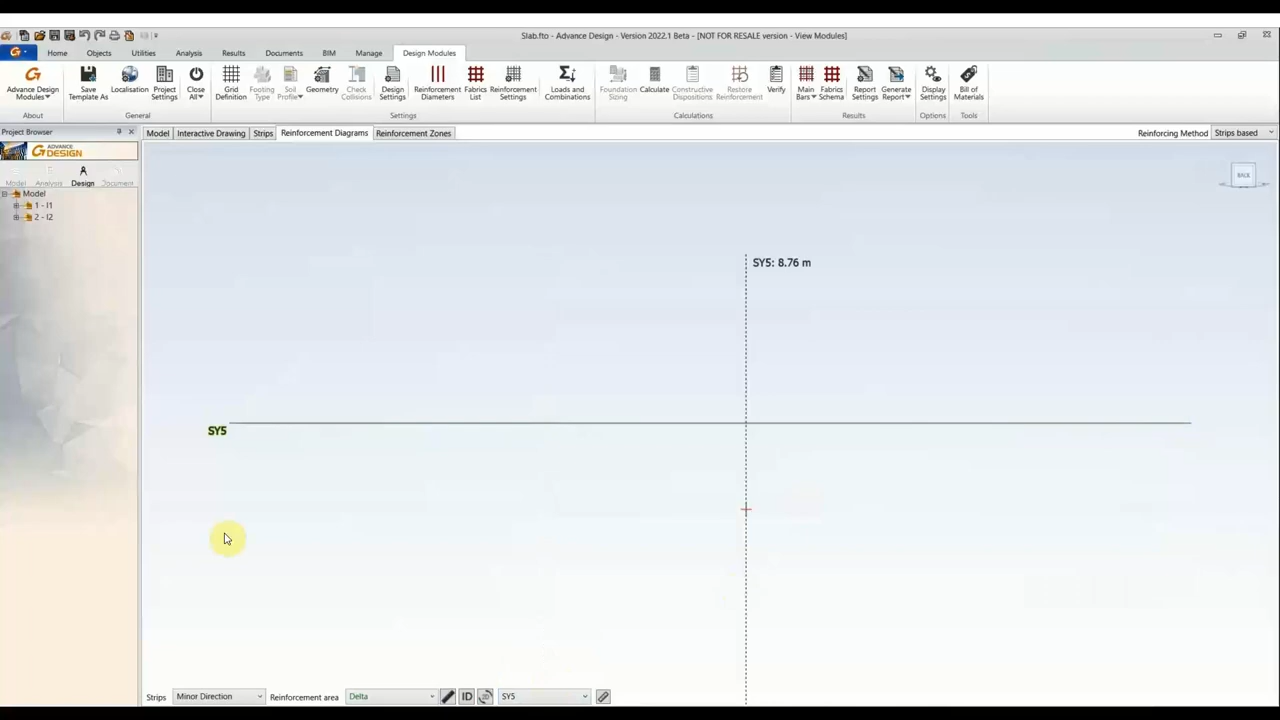 Slab.fto - Advance Design - Version 2022.1 Beta - [NOT FOR RESALE version - View Modules]
Home Objects Utilities Analysis Results Documents BIM Manage Design Modules
Advance Design Modules Save Template As Localisation Project Settings Close All Grid Definition Footing Type Soil Profile Geometry Check Collisions Design Settings Reinforcement Diameters Fabrics List Reinforcement Settings Loads and Combinations Foundation Sizing Calculate Constructive Dispositions Restore Reinforcement Verify Main Bars Fabrics Schema Report Settings Generate Report Display Settings Bill of Materials
About General Settings Calculations Results Options Tools
Project Browser
Model Interactive Drawing Strips Reinforcement Diagrams Reinforcement Zones Reinforcing Method Strips based
ADVANCE
DESIGN
Model Analysis Design Document
BACK
Model
1 - I1
2 - I2
SY5: 8.76 m
SY5
Strips Minor Direction Reinforcement area Delta ID SY5